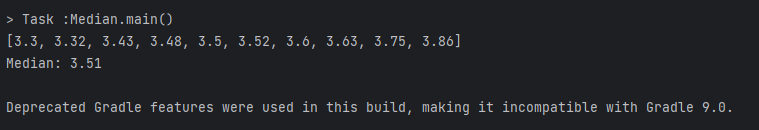 > Task :Median.main()
[3.3, 3.32, 3.43, 3.48, 3.5, 3.52, 3.6, 3.63, 3.75, 3.86]
Median: 3.51
Deprecated Gradle features were used in this build, making it incompatible with Gradle 9.0.